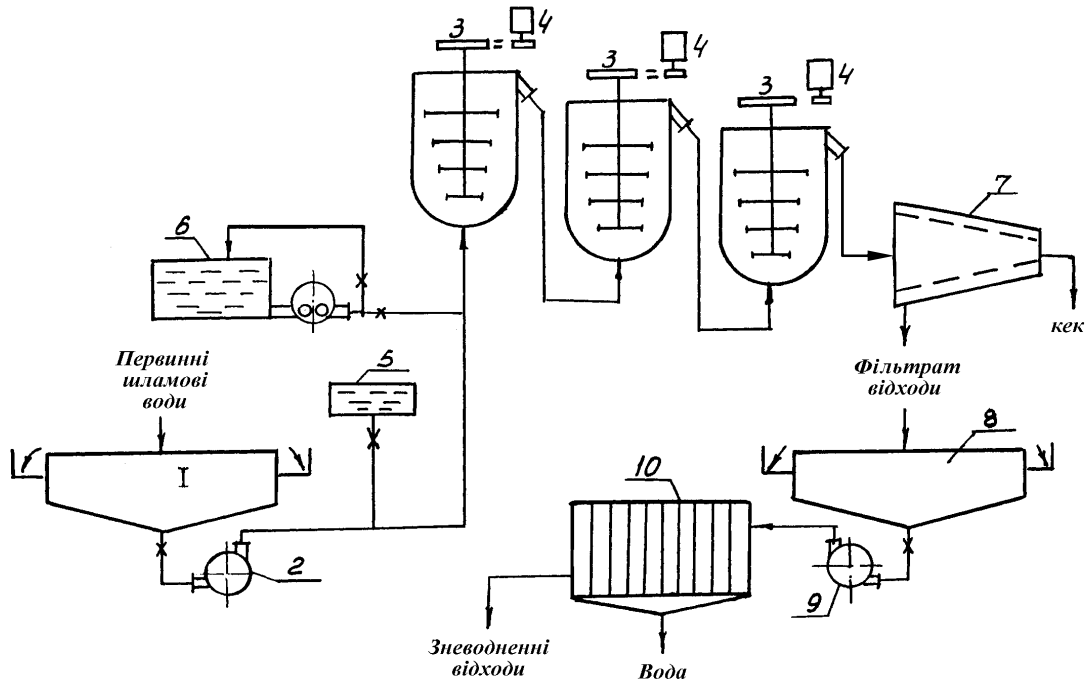 3
4
3
4
3
4
6
7
кек
Первинні
шламові
води
5
Фільтрат
відходи
I
8
10
2
9
Зневодненні
відходи
Вода